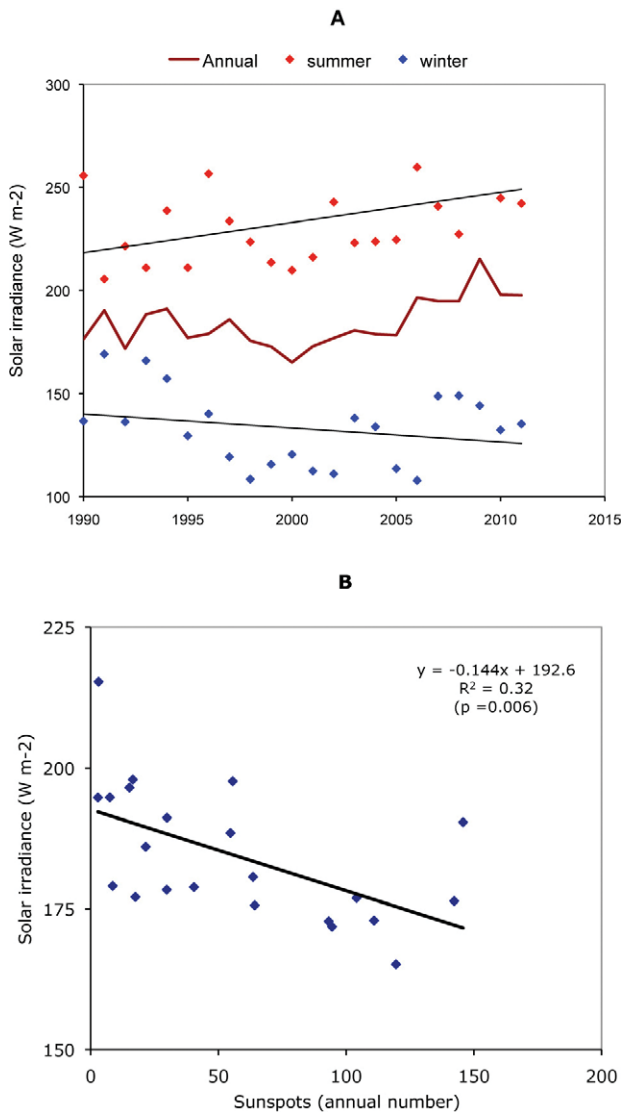 A
Annual summer winter
300
250
200
150
100
Solar irradiance (W m-2)
1990 1995 2000 2005 2010 2015
B
225
200
175
150
Solar irradiance (W m-2)
y = -0.144x + 192.6
R² = 0.32
(p =0.006)
0 50 100 150 200
Sunspots (annual number)